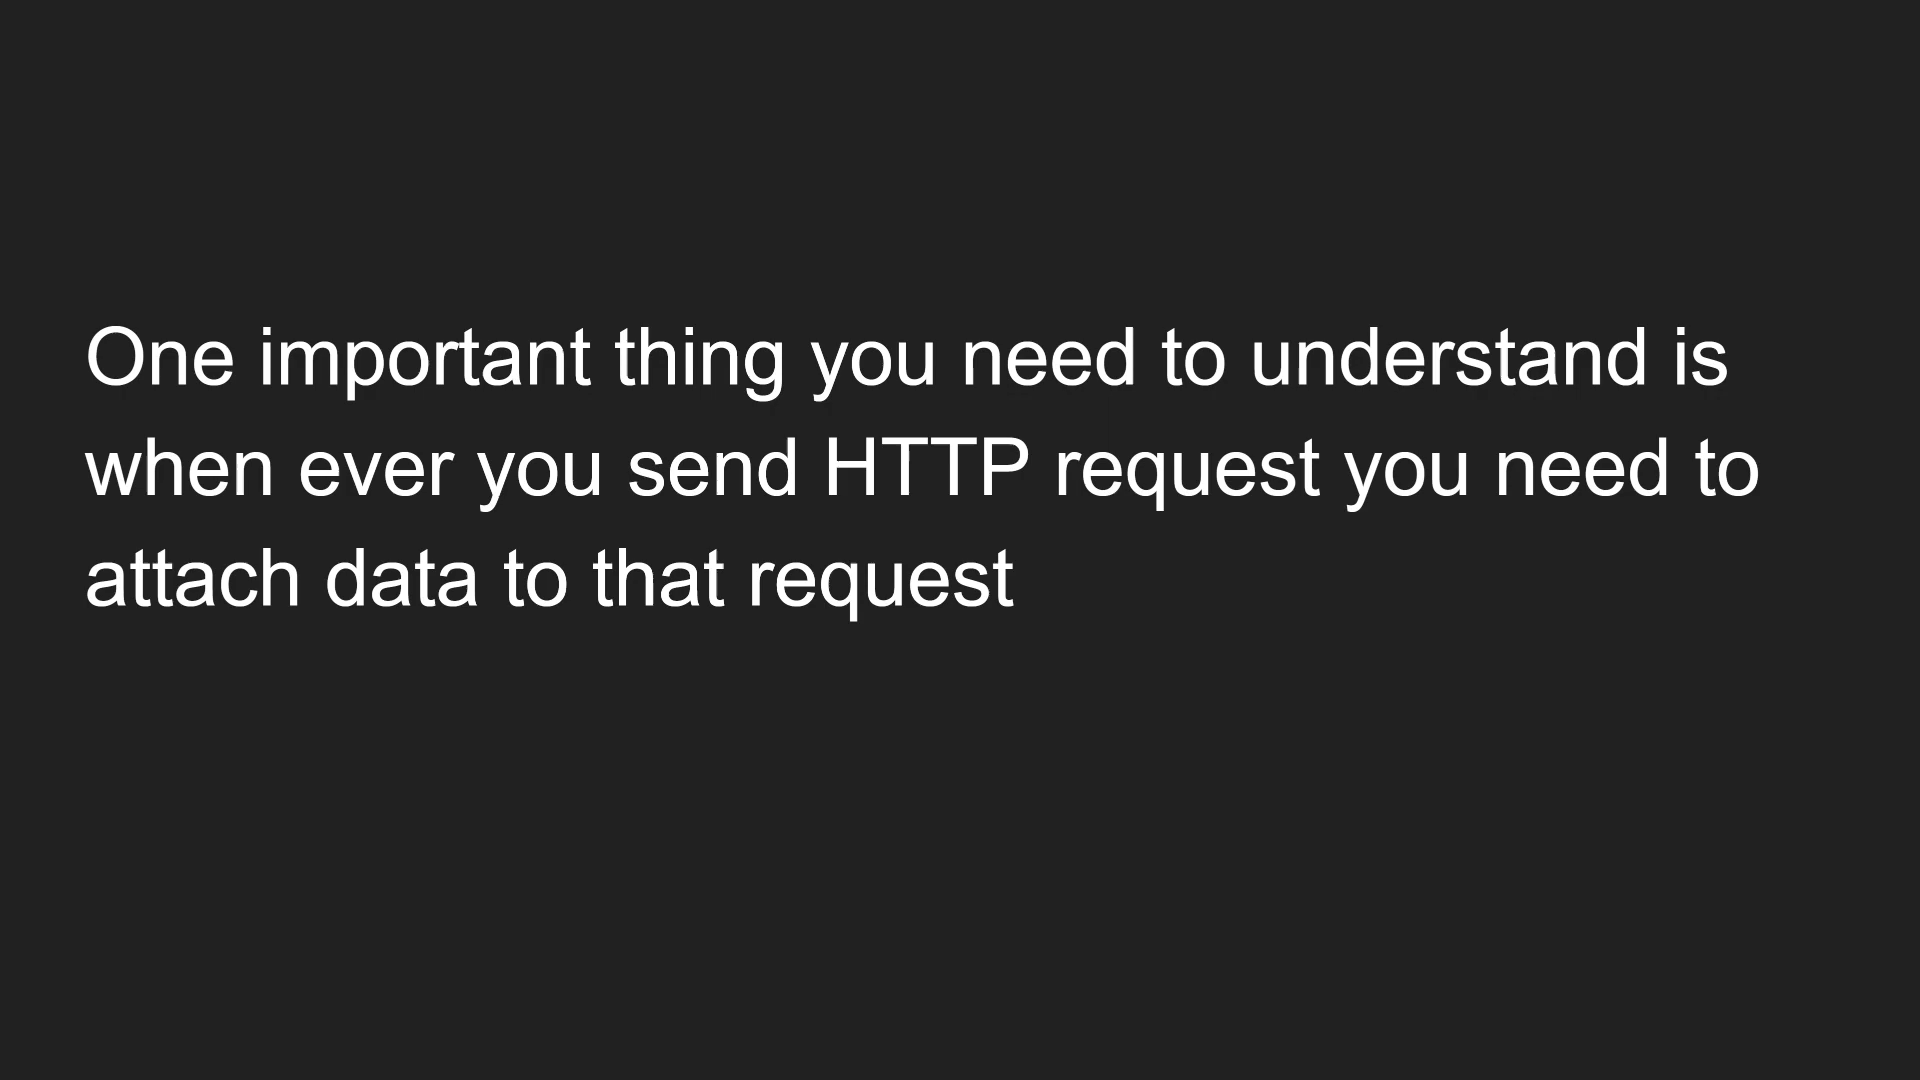 One important thing you need to understand is
when ever you send HTTP request you need to
attach data to that request